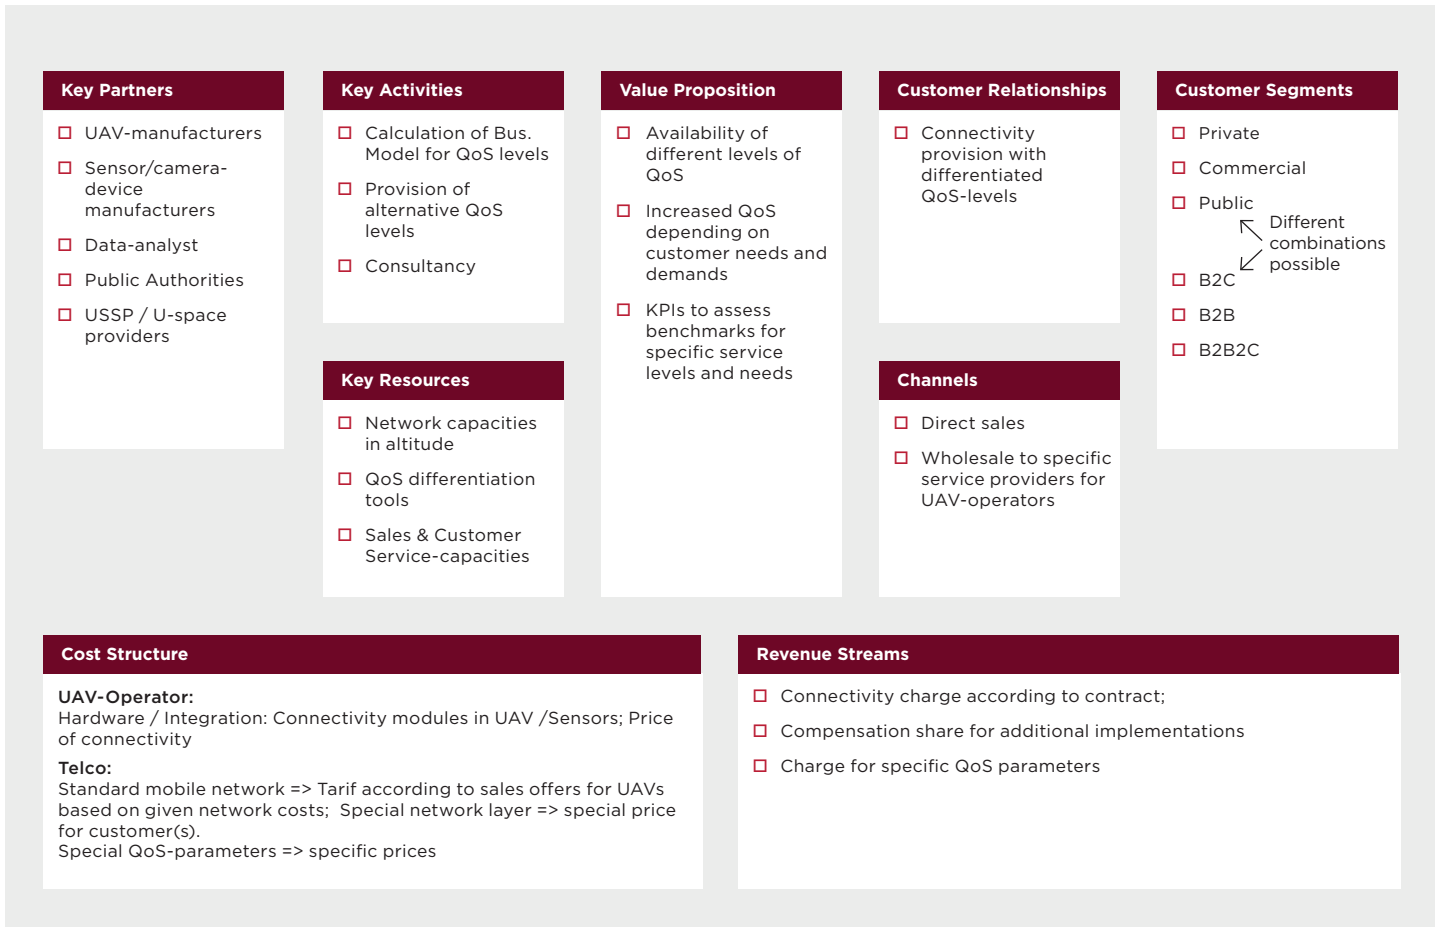 Key Partners
UAV-manufacturers
Sensor/camera-
device
manufacturers
Data-analyst
Public Authorities
USSP / U-space
providers
Key Activities
Calculation of Bus.
Model for QoS levels
Provision of
alternative QoS
levels
Consultancy
Key Resources
Network capacities
in altitude
QoS differentiation
tools
Sales & Customer
Service-capacities
Value Proposition
Availability of
different levels of
QoS
Increased QoS
depending on
customer needs and
demands
KPIs to assess
benchmarks for
specific service
levels and needs
Customer Relationships
Connectivity
provision with
differentiated
QoS-levels
Channels
Direct sales
Wholesale to specific
service providers for
UAV-operators
Customer Segments
Private
Commercial
Public
Different
combinations
possible
B2C
B2B
B2B2C
Cost Structure
UAV-Operator:
Hardware / Integration: Connectivity modules in UAV /Sensors; Price
of connectivity
Telco:
Standard mobile network => Tarif according to sales offers for UAVs
based on given network costs;  Special network layer => special price
for customer(s).
Special QoS-parameters => specific prices
Revenue Streams
Connectivity charge according to contract;
Compensation share for additional implementations
Charge for specific QoS parameters